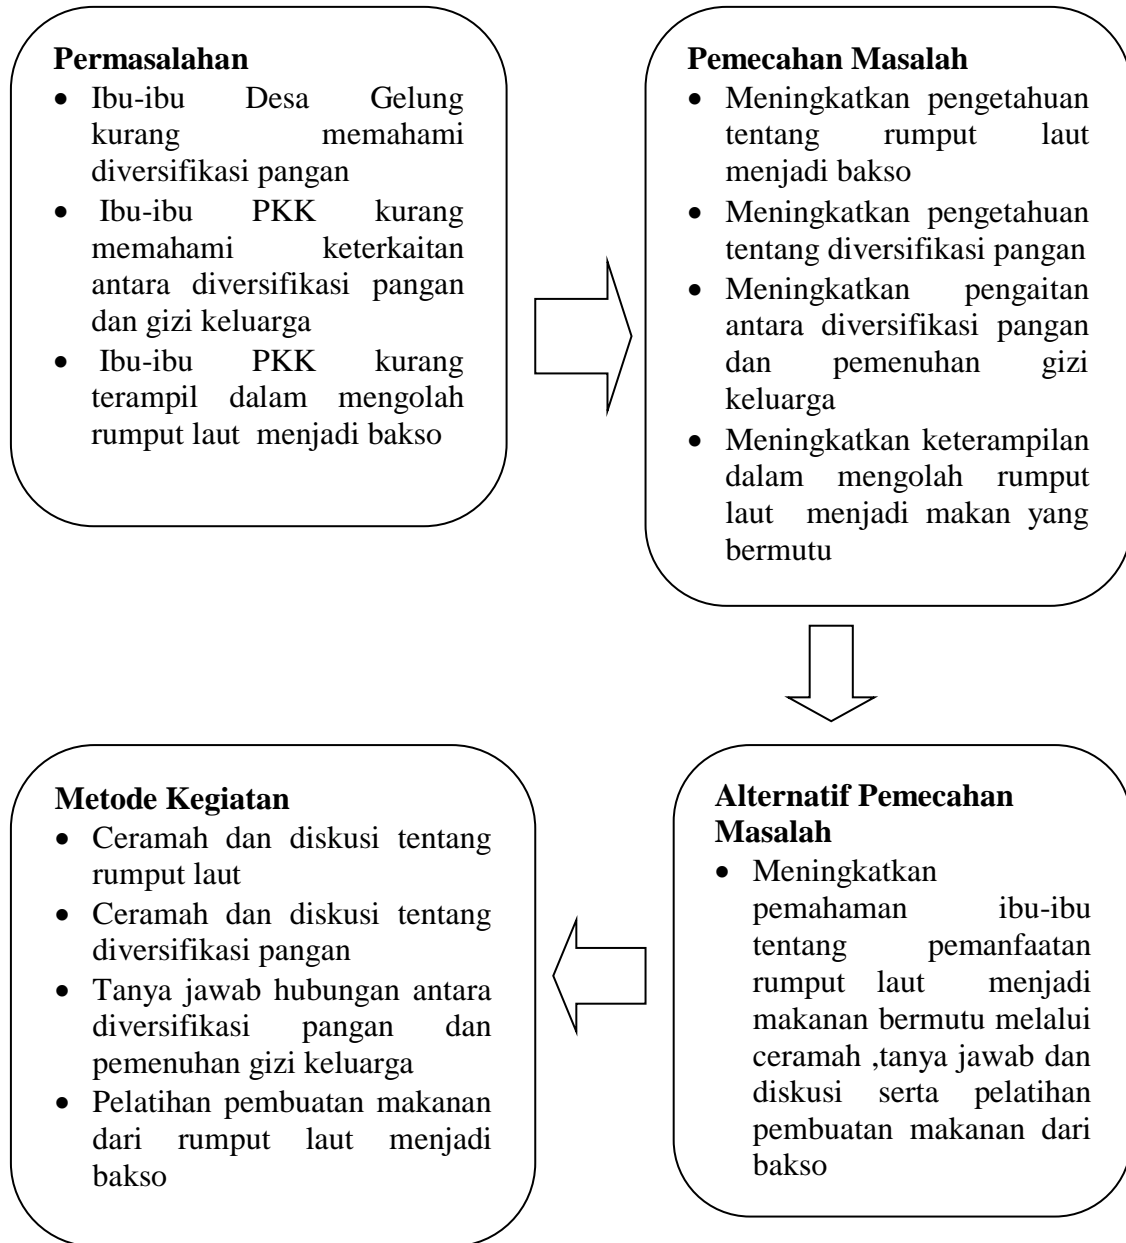 Permasalahan
• Ibu-ibu Desa Gelung
kurang memahami
diversifikasi pangan
• Ibu-ibu PKK kurang
memahami keterkaitan
antara diversifikasi pangan
dan gizi keluarga
• Ibu-ibu PKK kurang
terampil dalam mengolah
rumput laut menjadi bakso
Pemecahan Masalah
• Meningkatkan pengetahuan
tentang rumput laut
menjadi bakso
• Meningkatkan pengetahuan
tentang diversifikasi pangan
• Meningkatkan pengaitan
antara diversifikasi pangan
dan pemenuhan gizi
keluarga
• Meningkatkan keterampilan
dalam mengolah rumput
laut menjadi makan yang
bermutu
Alternatif Pemecahan
Masalah
• Meningkatkan
pemahaman ibu-ibu
tentang pemanfaatan
rumput laut menjadi
makanan bermutu melalui
ceramah ,tanya jawab dan
diskusi serta pelatihan
pembuatan makanan dari
bakso
Metode Kegiatan
• Ceramah dan diskusi tentang
rumput laut
• Ceramah dan diskusi tentang
diversifikasi pangan
• Tanya jawab hubungan antara
diversifikasi pangan dan
pemenuhan gizi keluarga
• Pelatihan pembuatan makanan
dari rumput laut menjadi
bakso